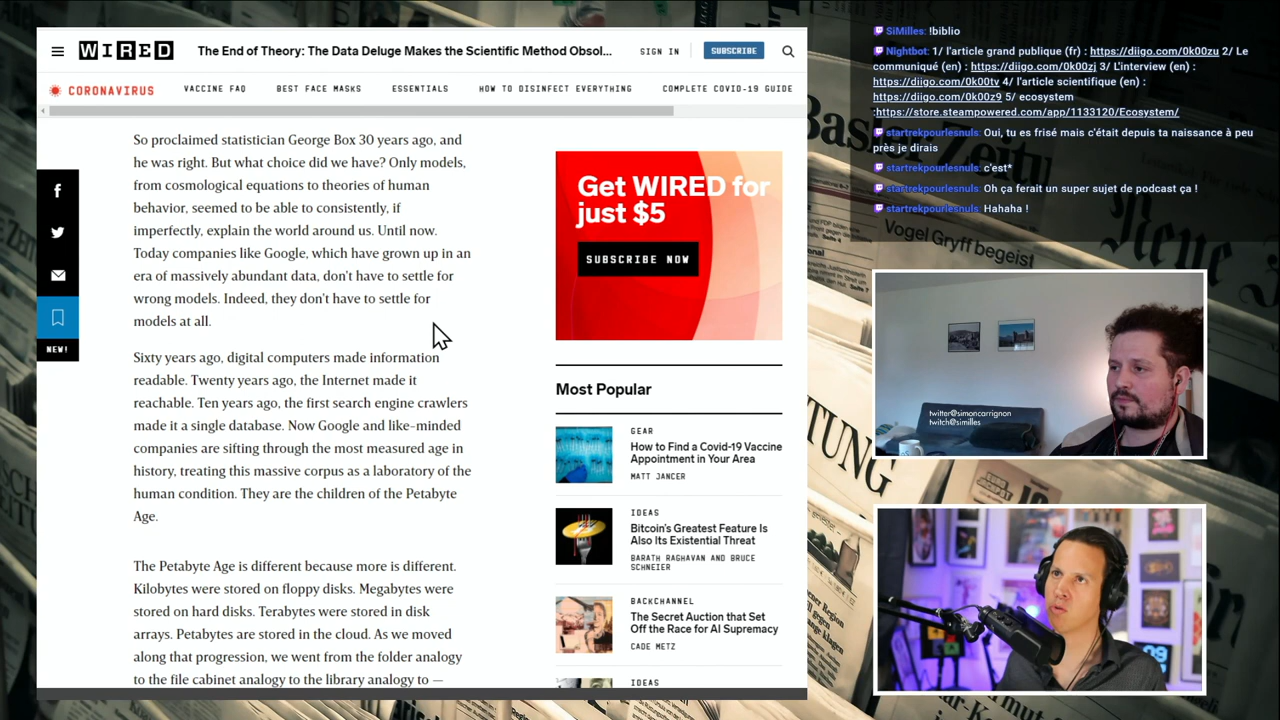 WIRED
The End of Theory: The Data Deluge Makes the Scientific Method Obsol...
SIGN IN
SUBSCRIBE
CORONAVIRUS
VACCINE FAQ
BEST FACE MASKS
ESSENTIALS
HOW TO DISINFECT EVERYTHING
COMPLETE COVID-19 GUIDE
So proclaimed statistician George Box 30 years ago, and
he was right. But what choice did we have? Only models,
from cosmological equations to theories of human
behavior, seemed to be able to consistently, if
imperfectly, explain the world around us. Until now.
Today companies like Google, which have grown up in an
era of massively abundant data, don't have to settle for
wrong models. Indeed, they don't have to settle for
models at all.
Sixty years ago, digital computers made information
readable. Twenty years ago, the Internet made it
reachable. Ten years ago, the first search engine crawlers
made it a single database. Now Google and like-minded
companies are sifting through the most measured age in
history, treating this massive corpus as a laboratory of the
human condition. They are the children of the Petabyte
Age.
The Petabyte Age is different because more is different.
Kilobytes were stored on floppy disks. Megabytes were
stored on hard disks. Terabytes were stored in disk
arrays. Petabytes are stored in the cloud. As we moved
along that progression, we went from the folder analogy
to the file cabinet analogy to the library analogy to —
NEW!
Get WIRED for
just $5
SUBSCRIBE NOW
Most Popular
GEAR
How to Find a Covid-19 Vaccine
Appointment in Your Area
MATT JANCER
IDEAS
Bitcoin's Greatest Feature Is
Also Its Existential Threat
BARATH RAGHAVAN AND BRUCE
SCHNEIER
BACKCHANNEL
The Secret Auction that Set
Off the Race for AI Supremacy
CADE METZ
IDEAS
SiMilles: !biblio
Nightbot: 1/ l'article grand publique (fr) : https://diigo.com/0k00zu 2/ Le
communiqué (en) : https://diigo.com/0k00zj 3/ L'interview (en) :
https://diigo.com/0k00tv 4/ l'article scientifique (en) :
https://diigo.com/0k00z9 5/ ecosystem
:https://store.steampowered.com/app/1133120/Ecosystem/
startrekpourlesnuls: Oui, tu es frisé mais c'était depuis ta naissance à peu
près je dirais
startrekpourlesnuls: c'est*
startrekpourlesnuls: Oh ça ferait un super sujet de podcast ça !
startrekpourlesnuls: Hahaha !
Basler Zeitung
Vogel Gryff begeist
Neue
TUNG
twitter@simoncarrignon
twitch@similles